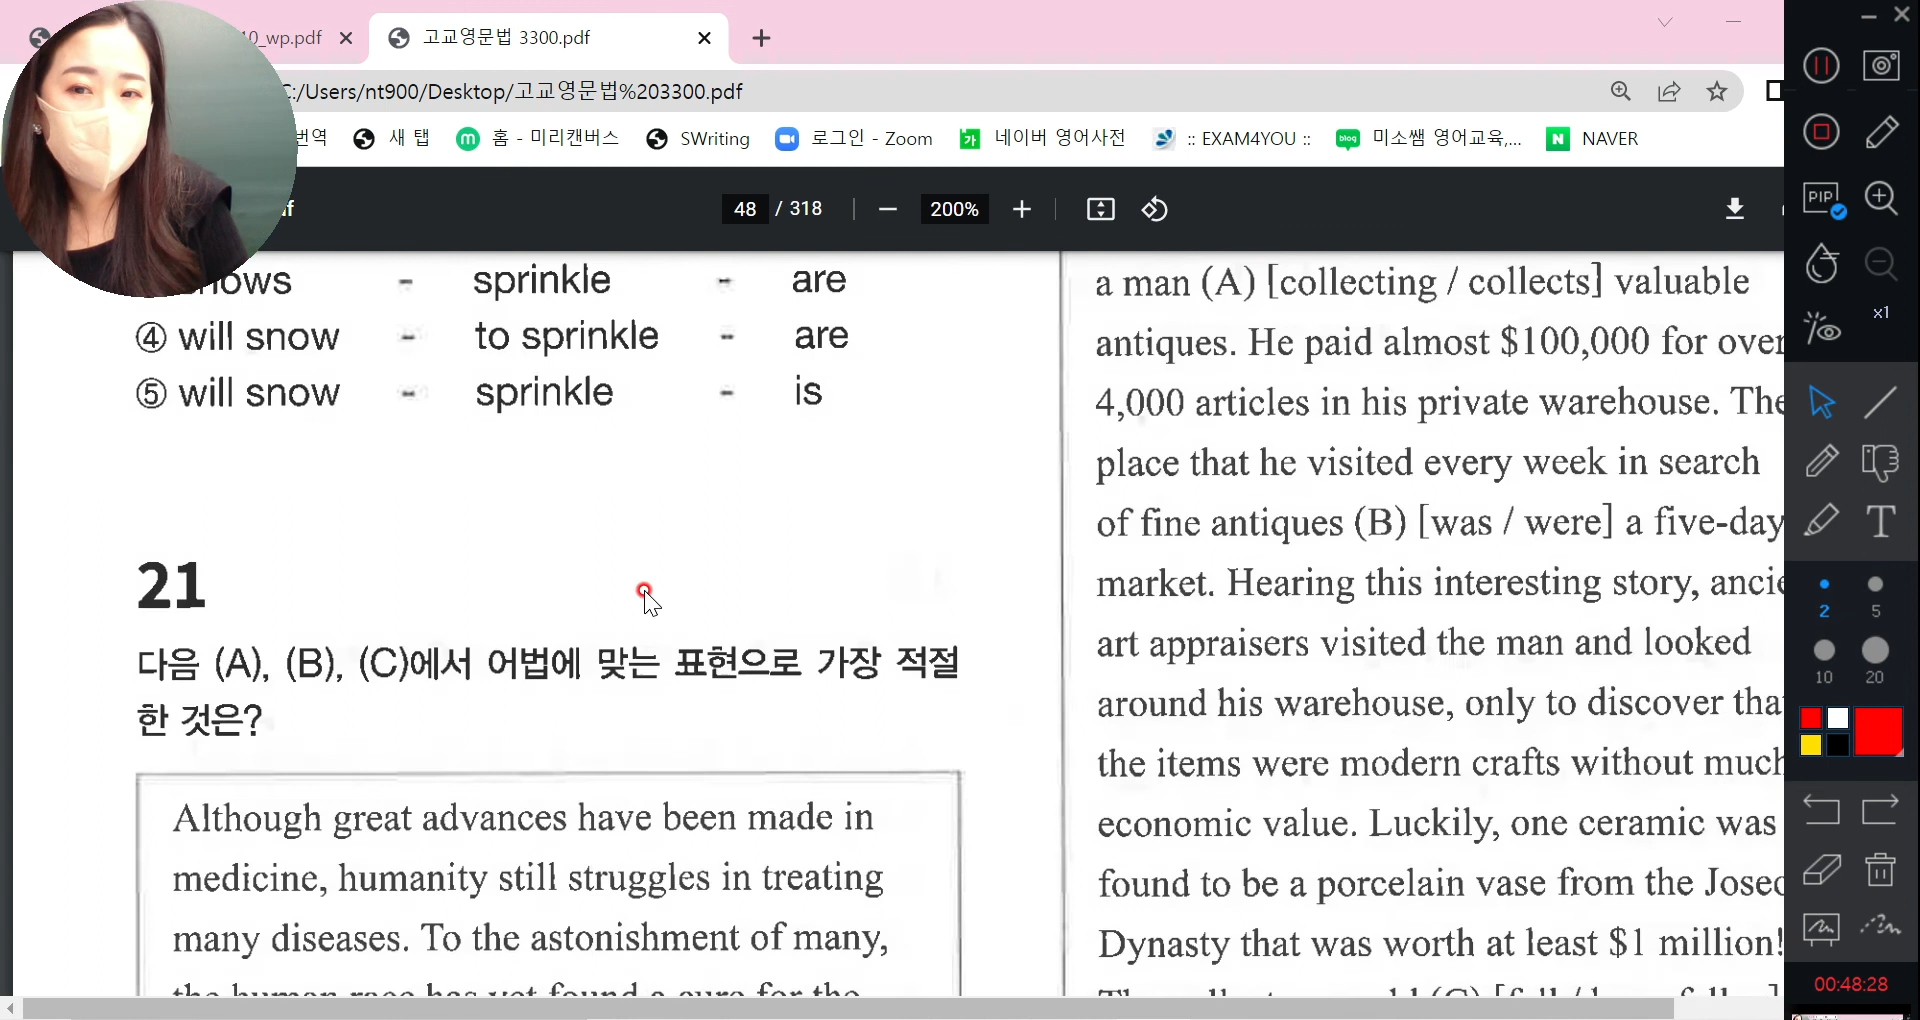 10_wp.pdf
고교영문법 3300.pdf
C:/Users/nt900/Desktop/고교영문법%203300.pdf
번역 새 탭 홈 - 미리캔버스 SWriting 로그인 - Zoom 네이버 영어사전 :: EXAM4YOU :: 미소쌤 영어교육,... NAVER
48 / 318 200%
sprinkle - are
④ will snow - to sprinkle - are
⑤ will snow - sprinkle - is
21
다음 (A), (B), (C)에서 어법에 맞는 표현으로 가장 적절
한 것은?
Although great advances have been made in
medicine, humanity still struggles in treating
many diseases. To the astonishment of many,
the human race has yet found a cure for the
a man (A) [collecting / collects] valuable
antiques. He paid almost $100,000 for over
4,000 articles in his private warehouse. The
place that he visited every week in search
of fine antiques (B) [was / were] a five-day
market. Hearing this interesting story,
art appraisers visited the man and looked
around his warehouse, only to discover
the items were modern crafts without much
economic value. Luckily, one ceramic was
found to be a porcelain vase from the
Dynasty that was worth at least $1 million!
PIP
x1
T
2 5
10 20
00:48:28